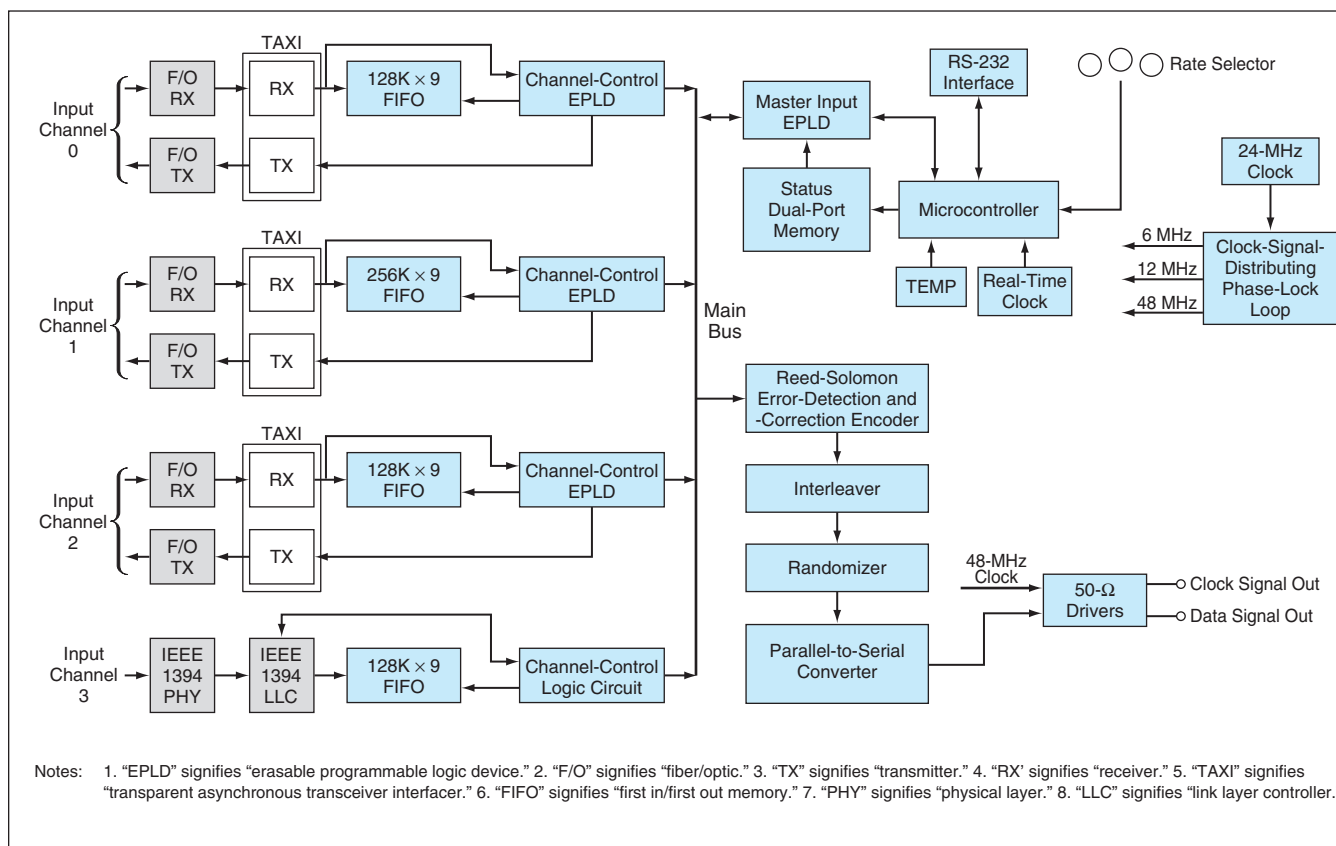 TAXI
Input
Channel
0
F/O
RX
F/O
TX
RX
TX
128K × 9
FIFO
Channel-Control
EPLD
TAXI
Input
Channel
1
F/O
RX
F/O
TX
RX
TX
256K × 9
FIFO
Channel-Control
EPLD
TAXI
Input
Channel
2
F/O
RX
F/O
TX
RX
TX
128K × 9
FIFO
Channel-Control
EPLD
Input
Channel
3
IEEE
1394
PHY
IEEE
1394
LLC
128K × 9
FIFO
Channel-Control
Logic Circuit
Main
Bus
Master Input
EPLD
Status
Dual-Port
Memory
RS-232
Interface
Microcontroller
TEMP
Real-Time
Clock
Rate Selector
24-MHz
Clock
Clock-Signal-
Distributing
Phase-Lock
Loop
6 MHz
12 MHz
48 MHz
Reed-Solomon
Error-Detection and
-Correction Encoder
Interleaver
Randomizer
Parallel-to-Serial
Converter
48-MHz
Clock
50-Ω
Drivers
Clock Signal Out
Data Signal Out
Notes: 1. “EPLD” signifies “erasable programmable logic device.” 2. “F/O” signifies “fiber/optic.” 3. “TX” signifies “transmitter.” 4. “RX’ signifies “receiver.” 5. “TAXI” signifies
“transparent asynchronous transceiver interfacer.” 6. “FIFO” signifies “first in/first out memory.” 7. “PHY” signifies “physical layer.” 8. “LLC” signifies “link layer controller.